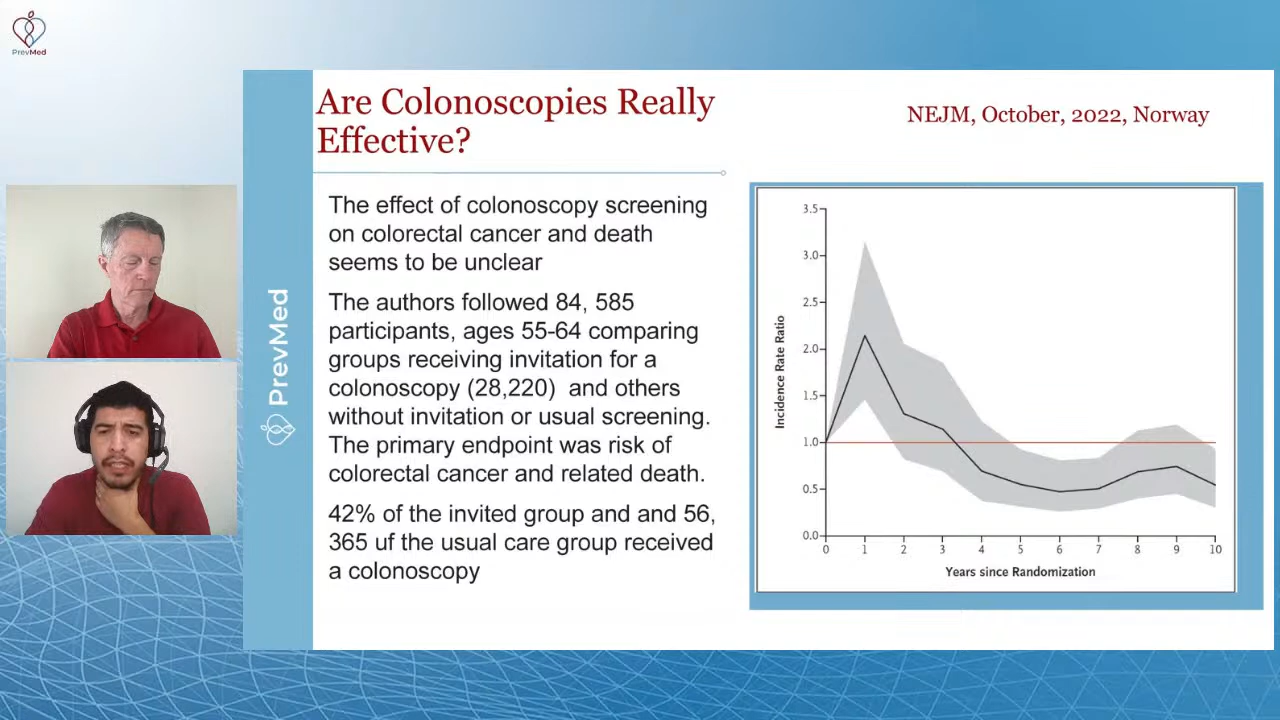 PrevMed
Are Colonoscopies Really
Effective?
NEJM, October, 2022, Norway
PrevMed
The effect of colonoscopy screening
on colorectal cancer and death
seems to be unclear
The authors followed 84, 585
participants, ages 55-64 comparing
groups receiving invitation for a
colonoscopy (28,220) and others
without invitation or usual screening.
The primary endpoint was risk of
colorectal cancer and related death.
42% of the invited group and and 56,
365 uf the usual care group received
a colonoscopy
Incidence Rate Ratio
3.5
3.0
2.5
2.0
1.5
1.0
0.5
0.0
0 1 2 3 4 5 6 7 8 9 10
Years since Randomization